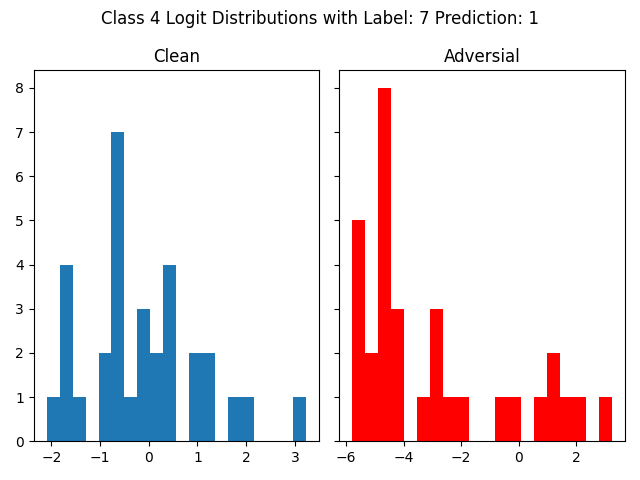 Class 4 Logit Distributions with Label: 7 Prediction: 1
Clean
Adversial
8
7
6
5
4
3
2
1
0
−2 −1 0 1 2 3
−6 −4 −2 0 2